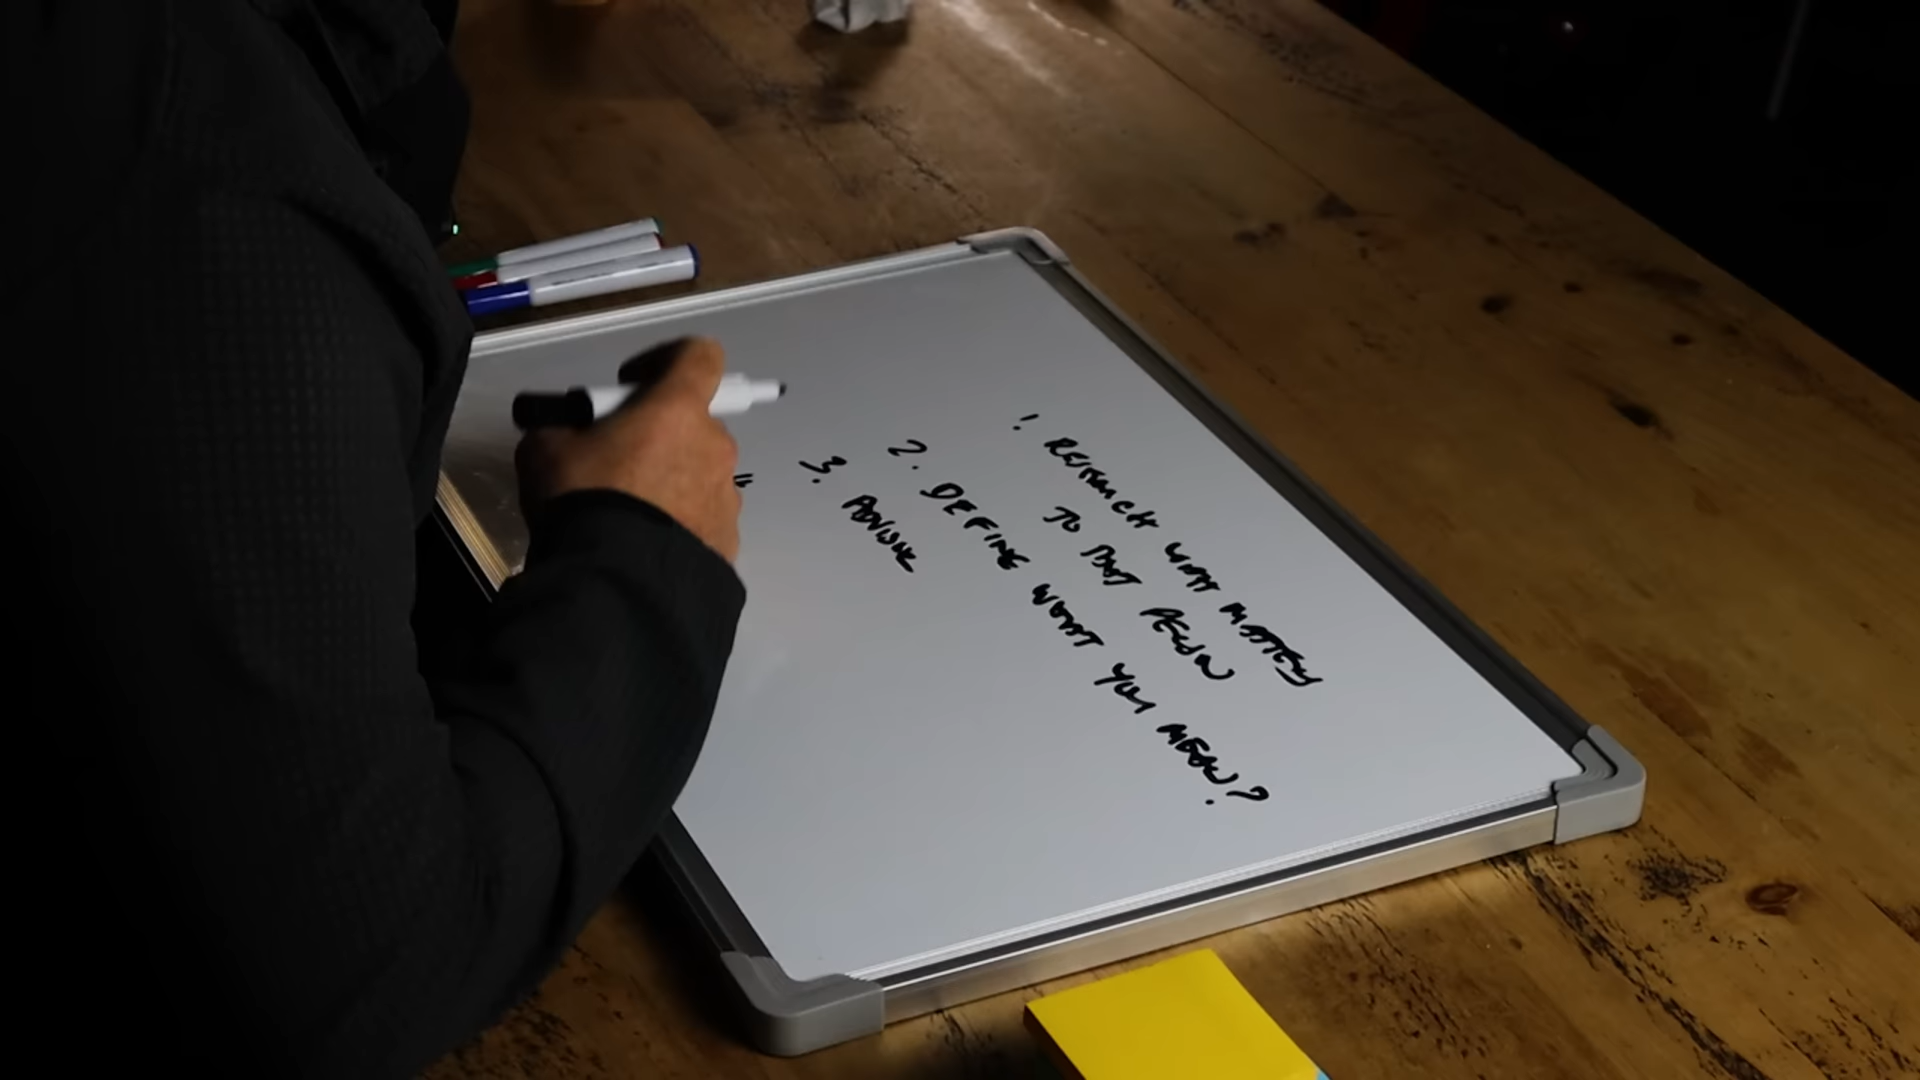 1. RESEARCH WHAT MATTERS
TO THAT PERSON
2. DEFINE WHAT YOU MEAN?
3.